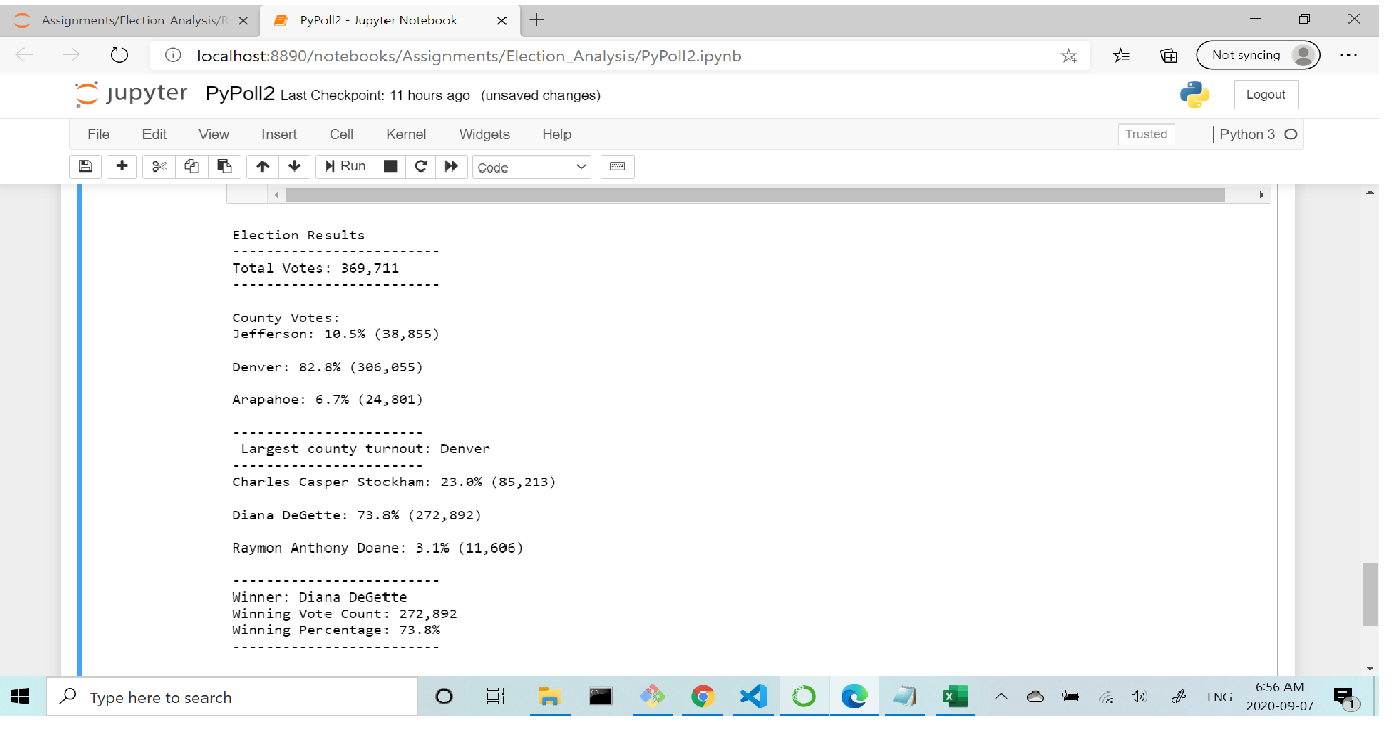 Assignments/Election_Analysis/R
PyPoll2 - Jupyter Notebook
localhost:8890/notebooks/Assignments/Election_Analysis/PyPoll2.ipynb
Not syncing
jupyter PyPoll2 Last Checkpoint: 11 hours ago (unsaved changes)
Logout
File Edit View Insert Cell Kernel Widgets Help
Trusted
Python 3
Run
Code
Election Results
-------------------------
Total Votes: 369,711
-------------------------
County Votes:
Jefferson: 10.5% (38,855)
Denver: 82.8% (306,055)
Arapahoe: 6.7% (24,801)
-----------------------
Largest county turnout: Denver
-----------------------
Charles Casper Stockham: 23.0% (85,213)
Diana DeGette: 73.8% (272,892)
Raymon Anthony Doane: 3.1% (11,606)
-------------------------
Winner: Diana DeGette
Winning Vote Count: 272,892
Winning Percentage: 73.8%
-------------------------
Type here to search
ENG
6:56 AM
2020-09-07
1